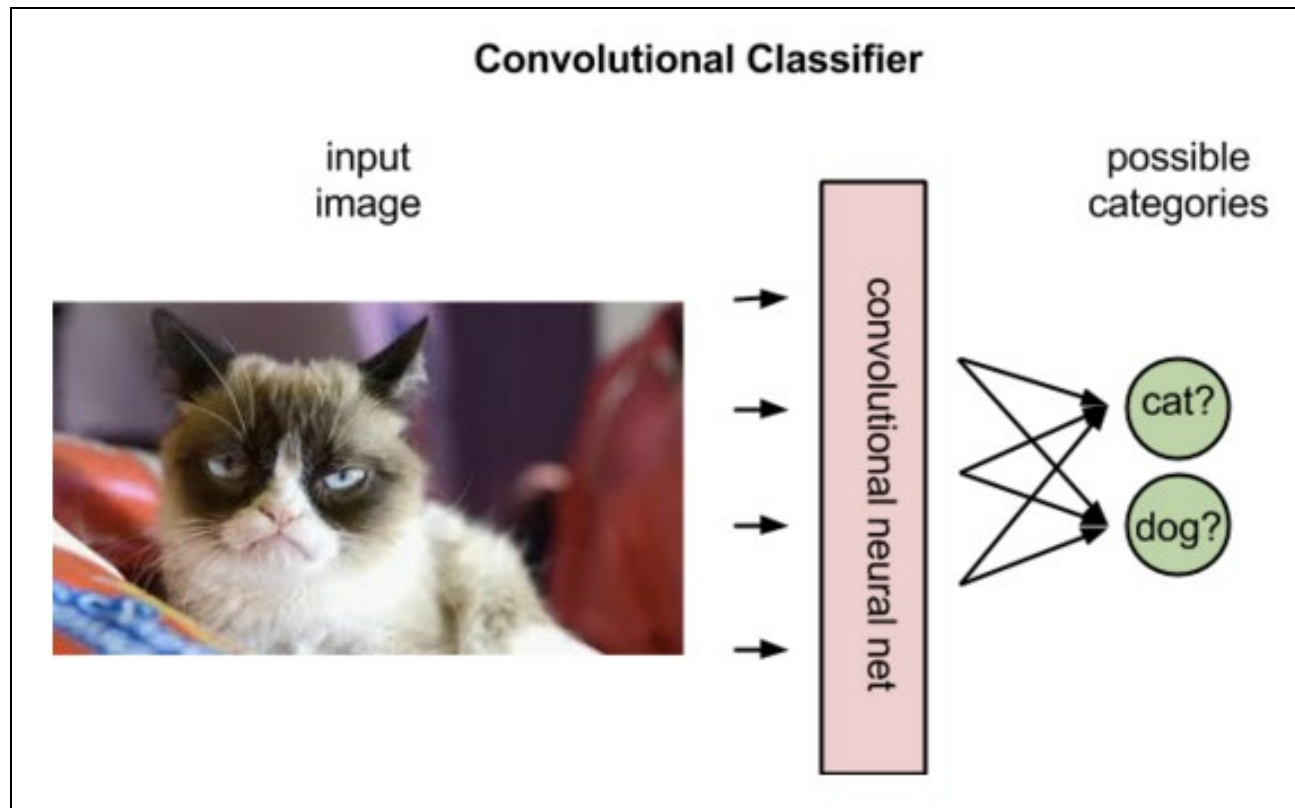 Convolutional Classifier
input
image
possible
categories
convolutional neural net
cat?
dog?